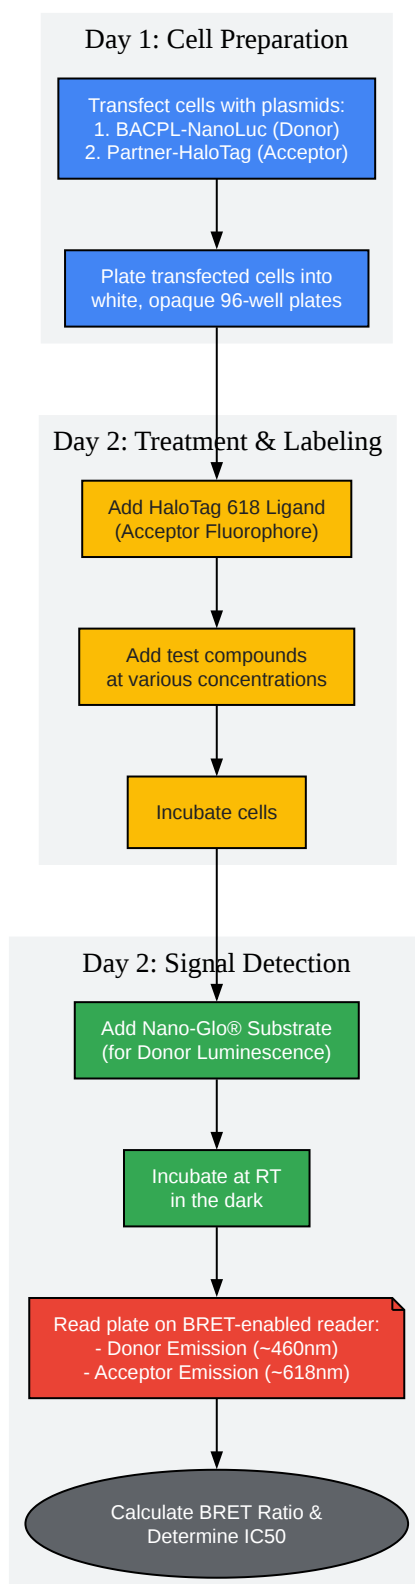 Day 1: Cell Preparation
Transfect cells with plasmids:
1. BACPL-NanoLuc (Donor)
2. Partner-HaloTag (Acceptor)
Plate transfected cells into
white, opaque 96-well plates
Day 2: Treatment & Labeling
Add HaloTag 618 Ligand
(Acceptor Fluorophore)
Add test compounds
at various concentrations
Incubate cells
Day 2: Signal Detection
Add Nano-Glo® Substrate
(for Donor Luminescence)
Incubate at RT
in the dark
Read plate on BRET-enabled reader:
- Donor Emission (~460nm)
- Acceptor Emission (~618nm)
Calculate BRET Ratio &
Determine IC50